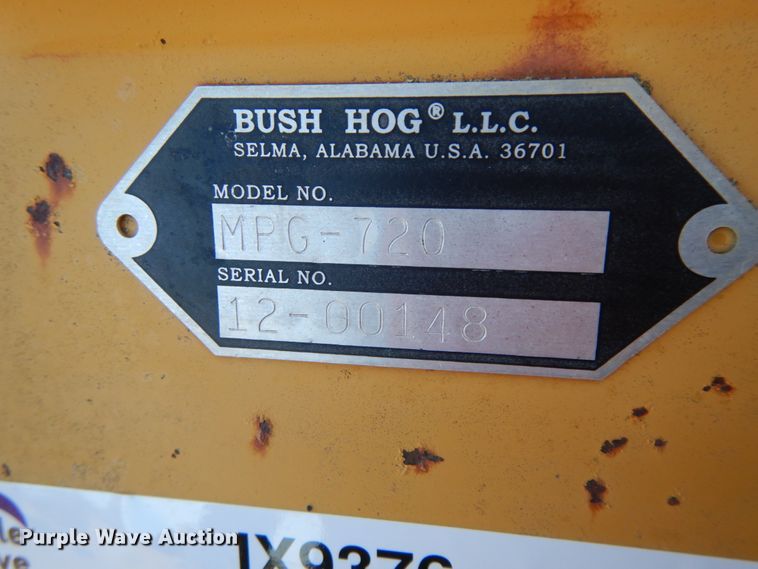 BUSH HOG® L.L.C.
SELMA, ALABAMA U.S.A. 36701
MODEL NO.
MPG-720
SERIAL NO.
12-00148
Purple Wave Auction